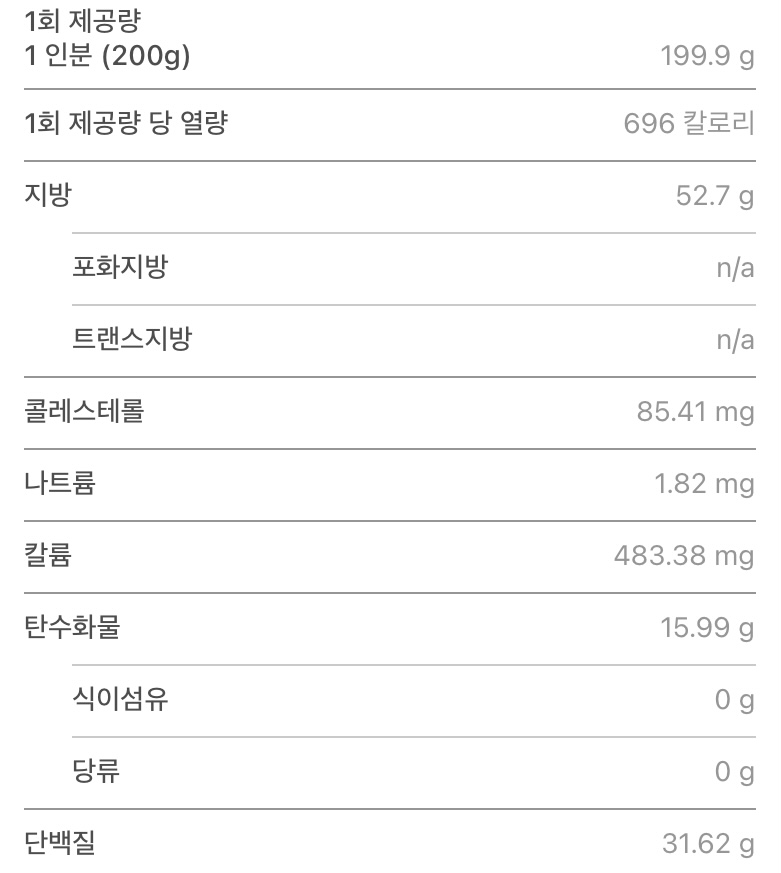 1회 제공량
1 인분 (200g) 199.9 g
1회 제공량 당 열량 696 칼로리
지방 52.7 g
포화지방 n/a
트랜스지방 n/a
콜레스테롤 85.41 mg
나트륨 1.82 mg
칼륨 483.38 mg
탄수화물 15.99 g
식이섬유 0 g
당류 0 g
단백질 31.62 g